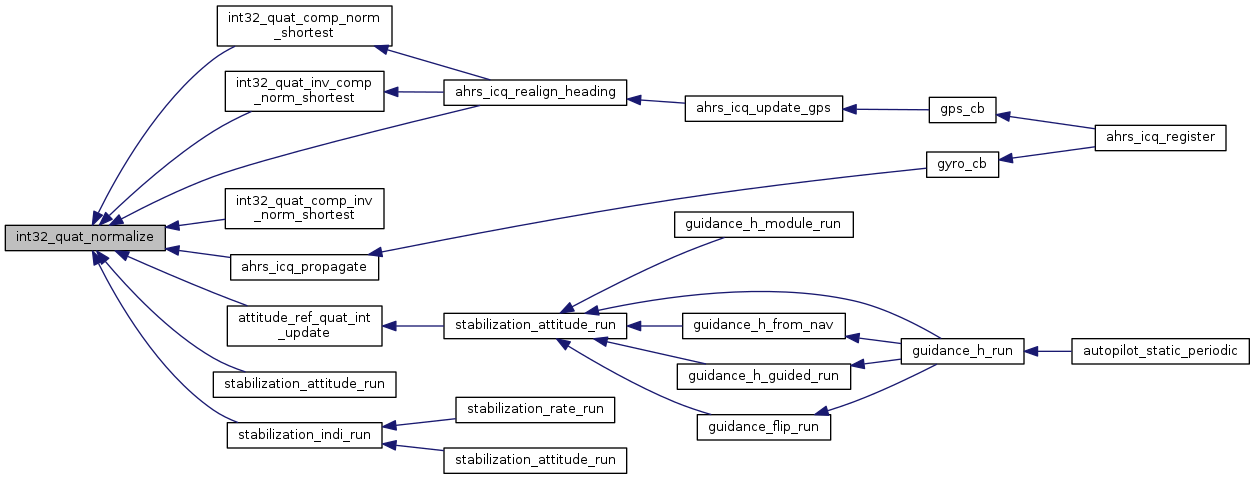 int32_quat_comp_norm
_shortest
int32_quat_inv_comp
_norm_shortest
ahrs_icq_realign_heading
ahrs_icq_update_gps
gps_cb
ahrs_icq_register
gyro_cb
int32_quat_comp_inv
_norm_shortest
int32_quat_normalize
ahrs_icq_propagate
guidance_h_module_run
attitude_ref_quat_int
_update
stabilization_attitude_run
guidance_h_from_nav
guidance_h_run
autopilot_static_periodic
guidance_h_guided_run
stabilization_attitude_run
stabilization_rate_run
guidance_flip_run
stabilization_indi_run
stabilization_attitude_run